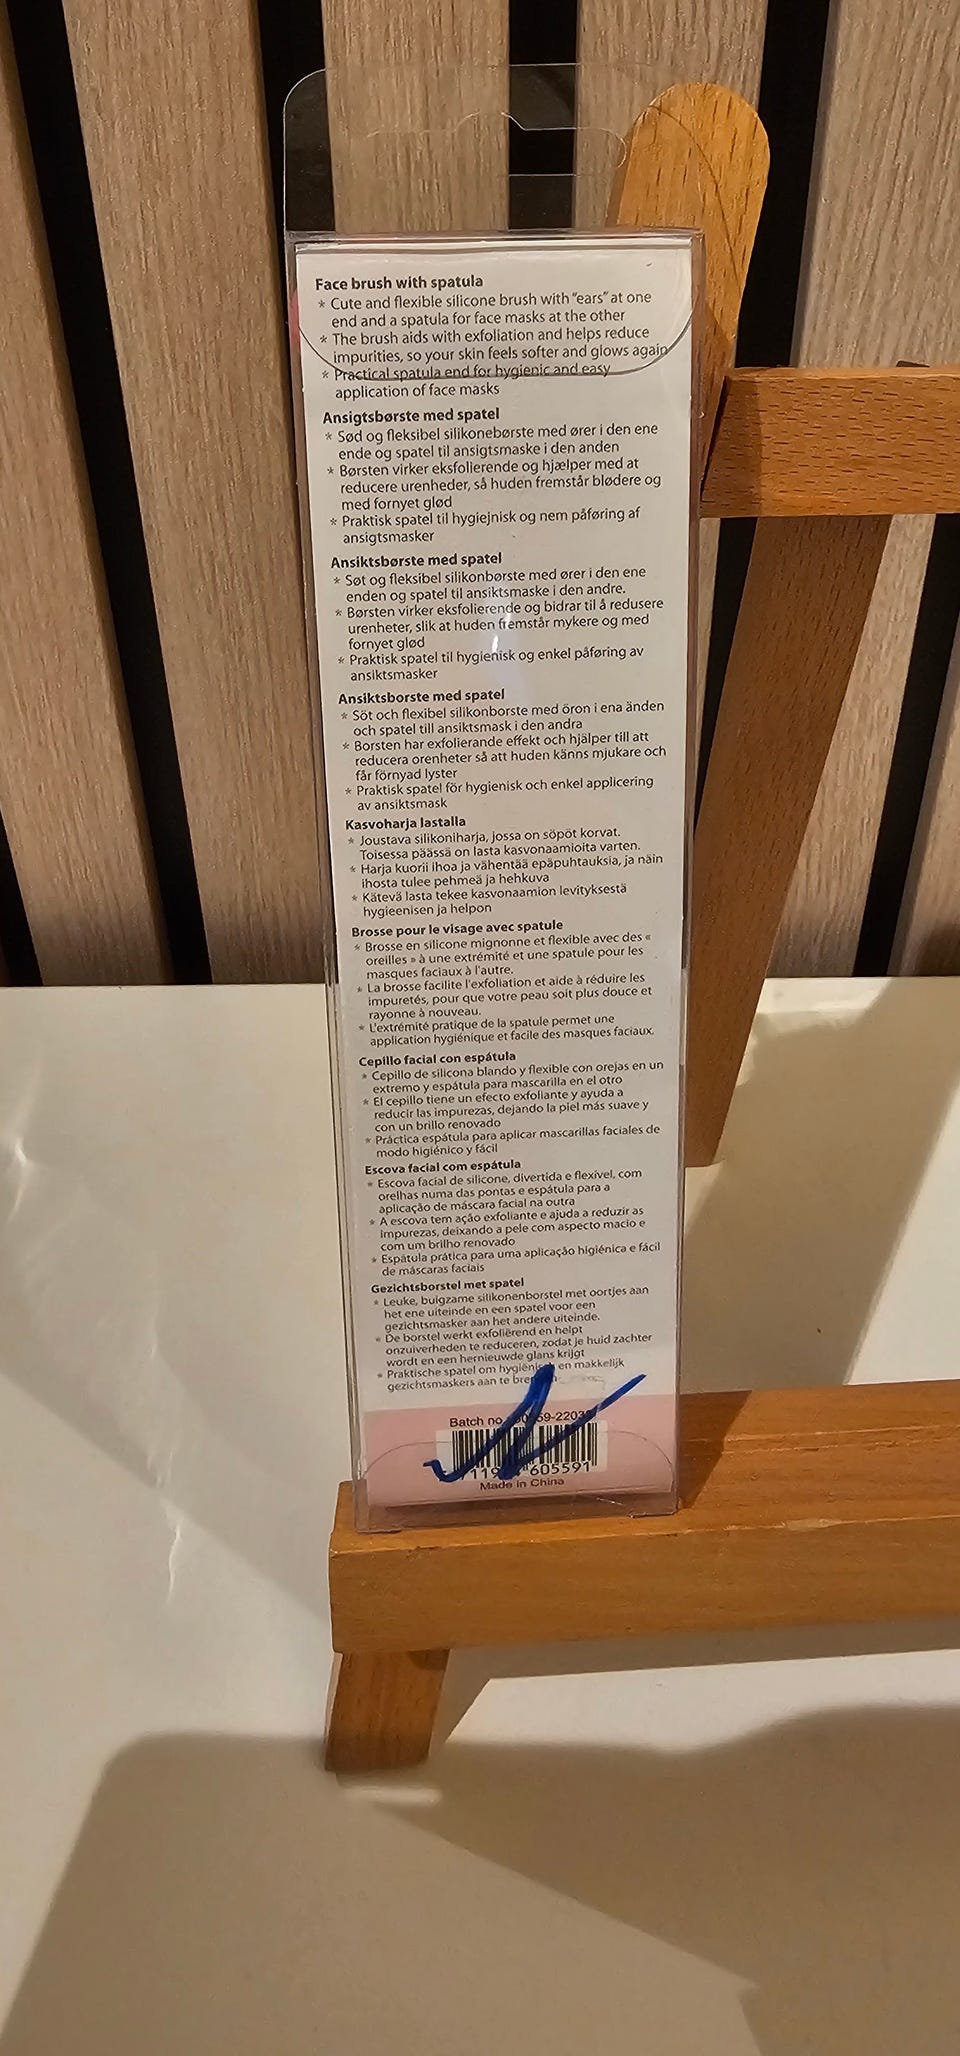 Face brush with spatula
* Cute and flexible silicone brush with "ears" at one
end and a spatula for face masks at the other
* The brush aids with exfoliation and helps reduce
impurities, so your skin feels softer and glows again
* Practical spatula end for hygienic and easy
application of face masks
Ansigtsbørste med spatel
* Sød og fleksibel silikonebørste med ører i den ene
ende og spatel til ansigtsmaske i den anden
* Børsten virker eksfolierende og hjælper med at
reducere urenheder, så huden fremstår blødere og
med fornyet glød
* Praktisk spatel til hygiejnisk og nem påføring af
ansigtsmasker
Ansiktsbørste med spatel
* Søt og fleksibel silikonbørste med ører i den ene
enden og spatel til ansiktsmaske i den andre.
* Børsten virker eksfolierende og bidrar til å redusere
urenheter, slik at huden fremstår mykere og med
fornyet glød
* Praktisk spatel til hygienisk og enkel påføring av
ansiktsmasker
Ansiktsborste med spatel
* Söt och flexibel silikonborste med öron i ena änden
och spatel till ansiktsmask i den andra
* Borsten har exfolierande effekt och hjälper till att
reducera orenheter så att huden känns mjukare och
får förnyad lyster
* Praktisk spatel för hygienisk och enkel applicering
av ansiktsmask
Kasvoharja lastalla
* Joustava silikoniharja, jossa on söpöt korvat.
Toisessa päässä on lasta kasvonaamioita varten.
* Harja kuorii ihoa ja vähentää epäpuhtauksia, ja näin
ihosta tulee pehmeä ja hehkuva
* Kätevä lasta tekee kasvonaamion levityksestä
hygieenisen ja helpon
Brosse pour le visage avec spatule
* Brosse en silicone mignonne et flexible avec des «
oreilles » à une extrémité et une spatule pour les
masques faciaux à l'autre.
* La brosse facilite l'exfoliation et aide à réduire les
impuretés, pour que votre peau soit plus douce et
rayonne à nouveau.
* L'extrémité pratique de la spatule permet une
application hygiénique et facile des masques faciaux.
Cepillo facial con espátula
* Cepillo de silicona blando y flexible con orejas en un
extremo y espátula para mascarilla en el otro
* El cepillo tiene un efecto exfoliante y ayuda a
reducir las impurezas, dejando la piel más suave y
con un brillo renovado
* Práctica espátula para aplicar mascarillas faciales de
modo higiénico y fácil
Escova facial com espátula
* Escova facial de silicone, divertida e flexível, com
orelhas numa das pontas e espátula para a
aplicação de máscara facial na outra
* A escova tem ação exfoliante e ajuda a reduzir as
impurezas, deixando a pele com aspecto macio e
com um brilho renovado
* Espátula prática para uma aplicação higiénica e fácil
de máscaras faciais
Gezichtsborstel met spatel
* Leuke, buigzame silikonenborstel met oortjes aan
het ene uiteinde en een spatel voor een
gezichtsmasker aan het andere uiteinde.
* De borstel werkt exfoliërend en helpt
onzuiverheden te reduceren, zodat je huid zachter
wordt en een hernieuwde glans krijgt
* Praktische spatel om hygiënisch en makkelijk
gezichtsmaskers aan te
Batch no
605591
Made in China